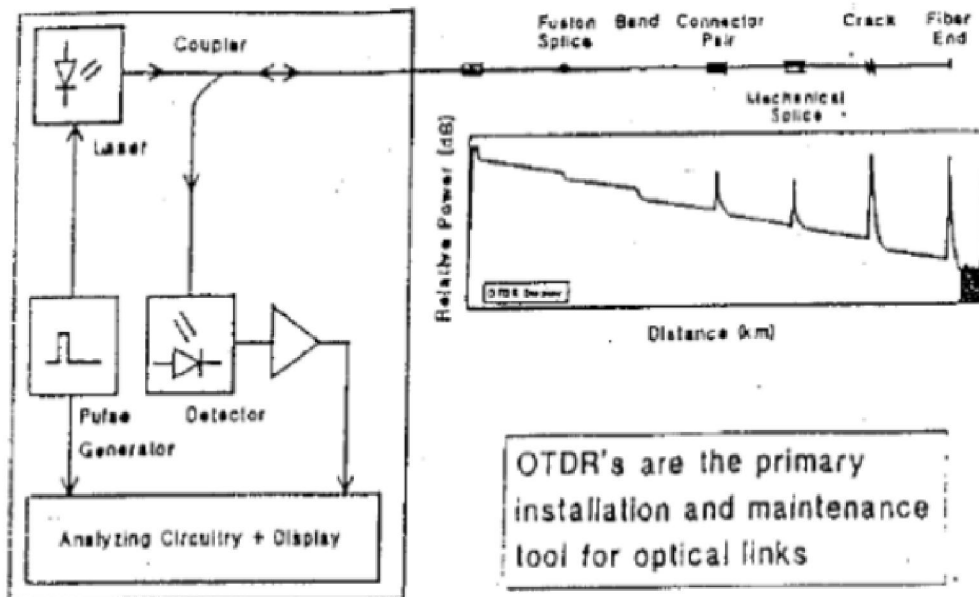 Coupler
Laser
Pulse
Generator
Detector
Analyzing Circuitry + Display
Fusion
Splice
Bend
Connector
Pair
Crack
Fiber
End
Mechanical
Splice
Relative Power (dB)
OTDR
Distance (km)
OTDR's are the primary
installation and maintenance
tool for optical links